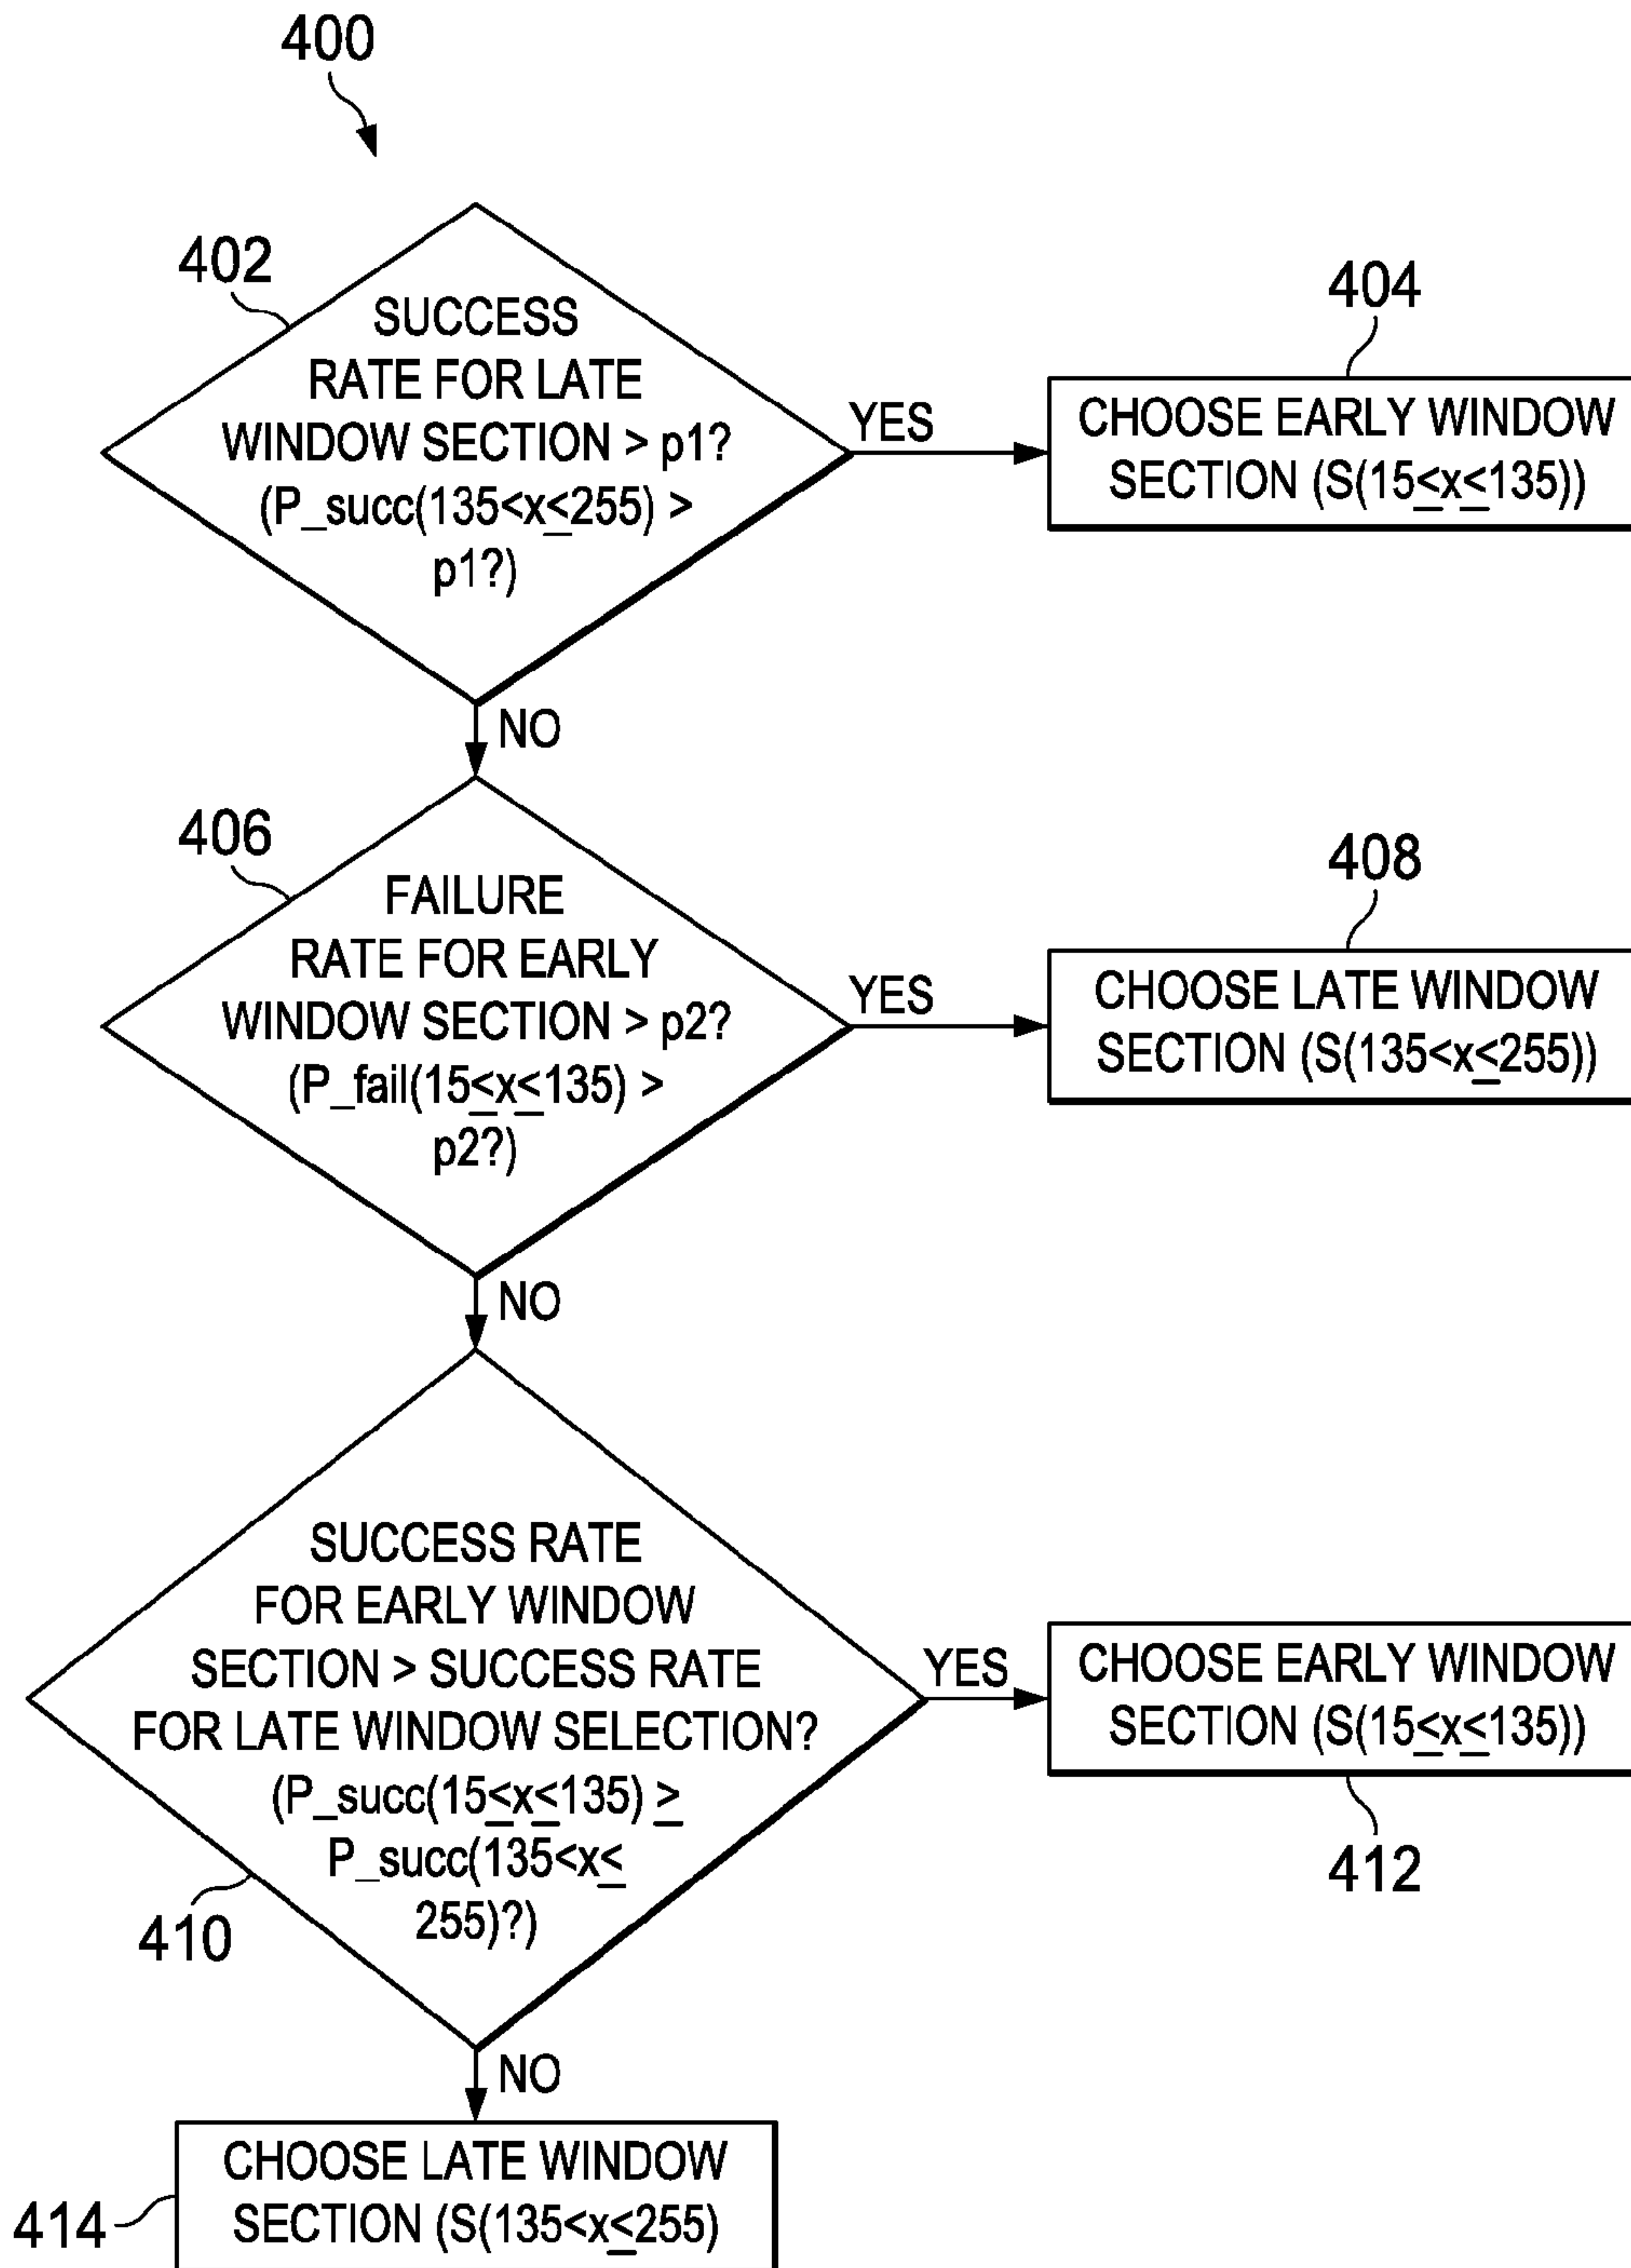 400
402
SUCCESS
RATE FOR LATE
WINDOW SECTION > p1?
(P_succ(135<x≤255) >
p1?)
YES
404
CHOOSE EARLY WINDOW
SECTION (S(15≤x≤135))
NO
406
FAILURE
RATE FOR EARLY
WINDOW SECTION > p2?
(P_fail(15≤x≤135) >
p2?)
YES
408
CHOOSE LATE WINDOW
SECTION (S(135<x≤255))
NO
SUCCESS RATE
FOR EARLY WINDOW
SECTION > SUCCESS RATE
FOR LATE WINDOW SELECTION?
(P_succ(15≤x≤135) ≥
P_succ(135<x≤
255)?)
410
YES
CHOOSE EARLY WINDOW
SECTION (S(15≤x≤135))
412
NO
CHOOSE LATE WINDOW
SECTION (S(135<x≤255)
414